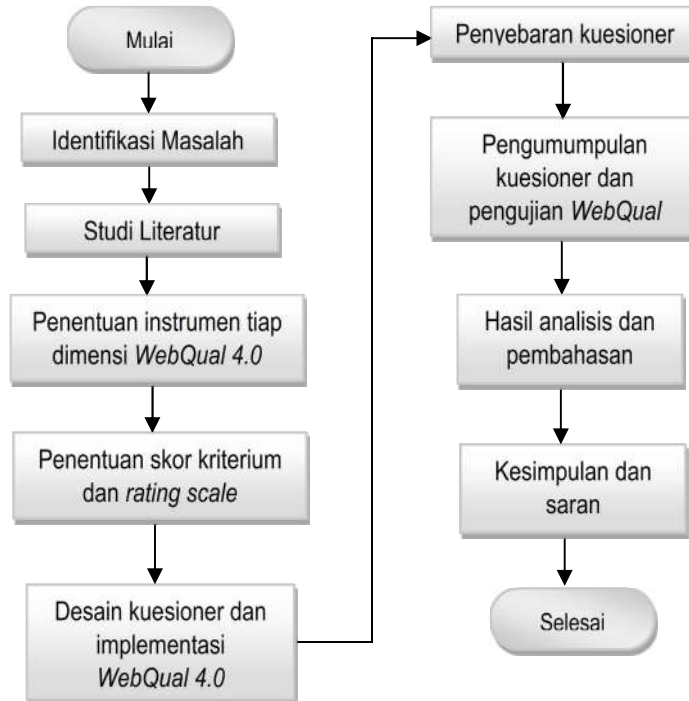 Mulai
Identifikasi Masalah
Studi Literatur
Penentuan instrumen tiap
dimensi WebQual 4.0
Penentuan skor kriterium
dan rating scale
Desain kuesioner dan
implementasi
WebQual 4.0
Penyebaran kuesioner
Pengumumpulan
kuesioner dan
pengujian WebQual
Hasil analisis dan
pembahasan
Kesimpulan dan
saran
Selesai